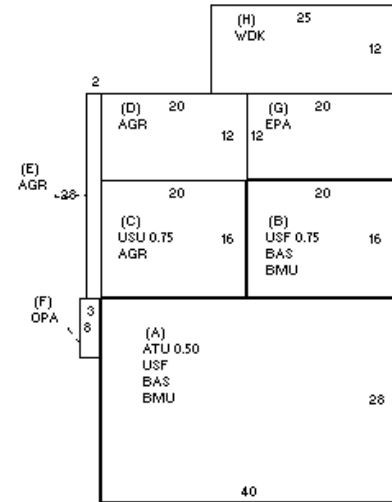 (H) 25
WDK
12
2
(D) 20
AGR
12
(G) 20
EPA
12
(E)
AGR
28
20
(C)
USU 0.75 16
AGR
20
(B)
USF 0.75 16
BAS
BMU
(F)
OPA
3
8
(A)
ATU 0.50
USF
BAS
BMU
28
40